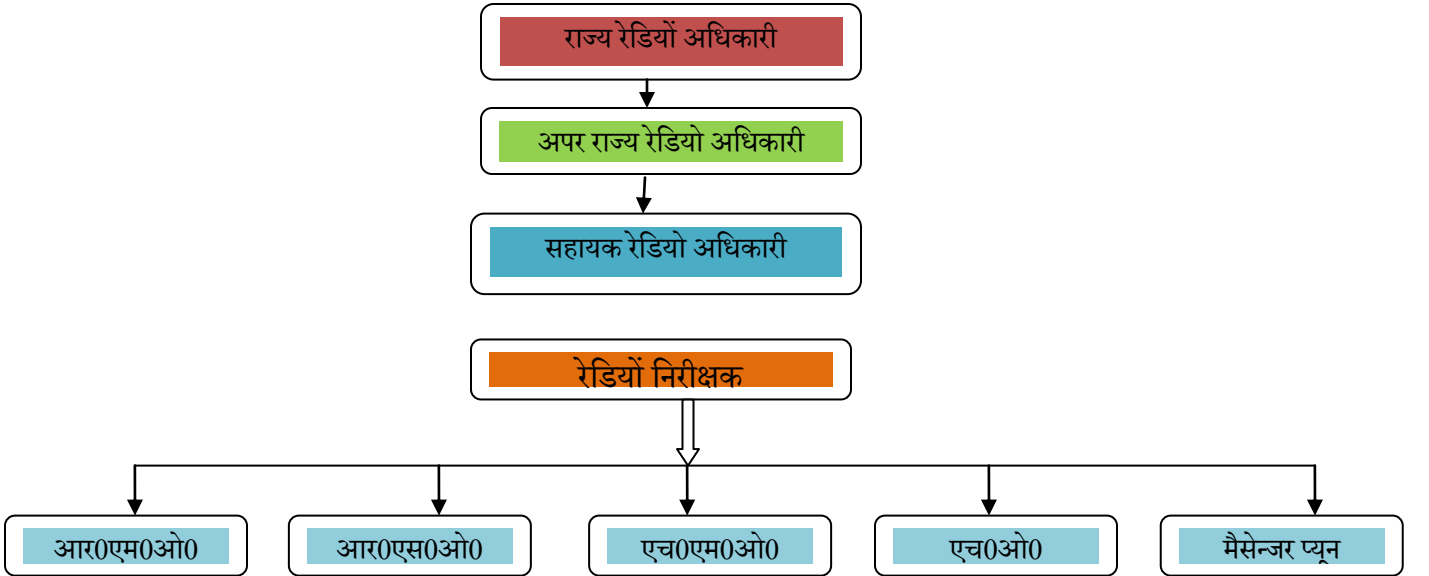 राज्य रेडियों अधिकारी
अपर राज्य रेडियो अधिकारी
सहायक रेडियो अधिकारी
रेडियों निरीक्षक
आर0एम0ओ0
आर0एस0ओ0
एच0एम0ओ0
एच0ओ0
मैसेन्जर प्यून